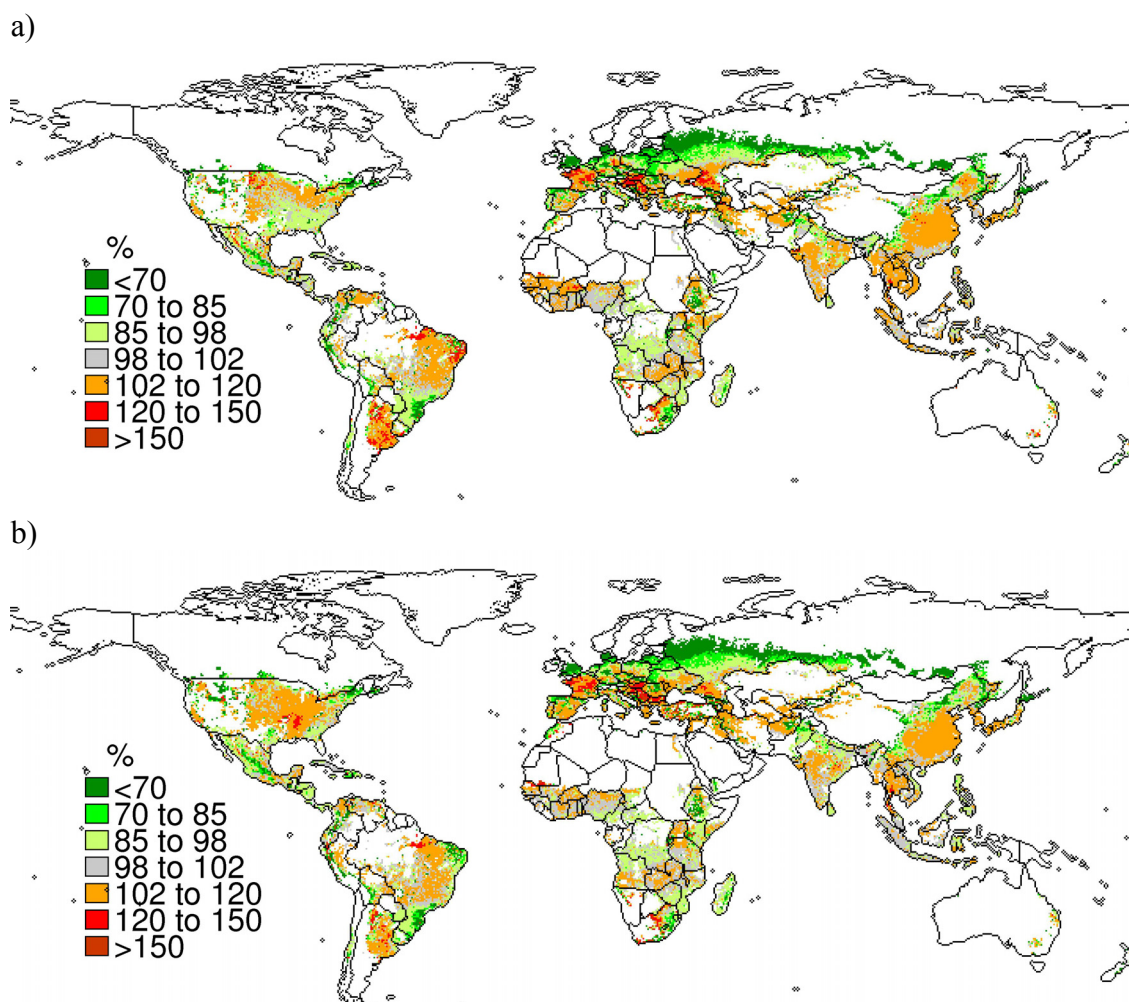 a)
%
<70
70 to 85
85 to 98
98 to 102
102 to 120
120 to 150
>150
b)
%
<70
70 to 85
85 to 98
98 to 102
102 to 120
120 to 150
>150